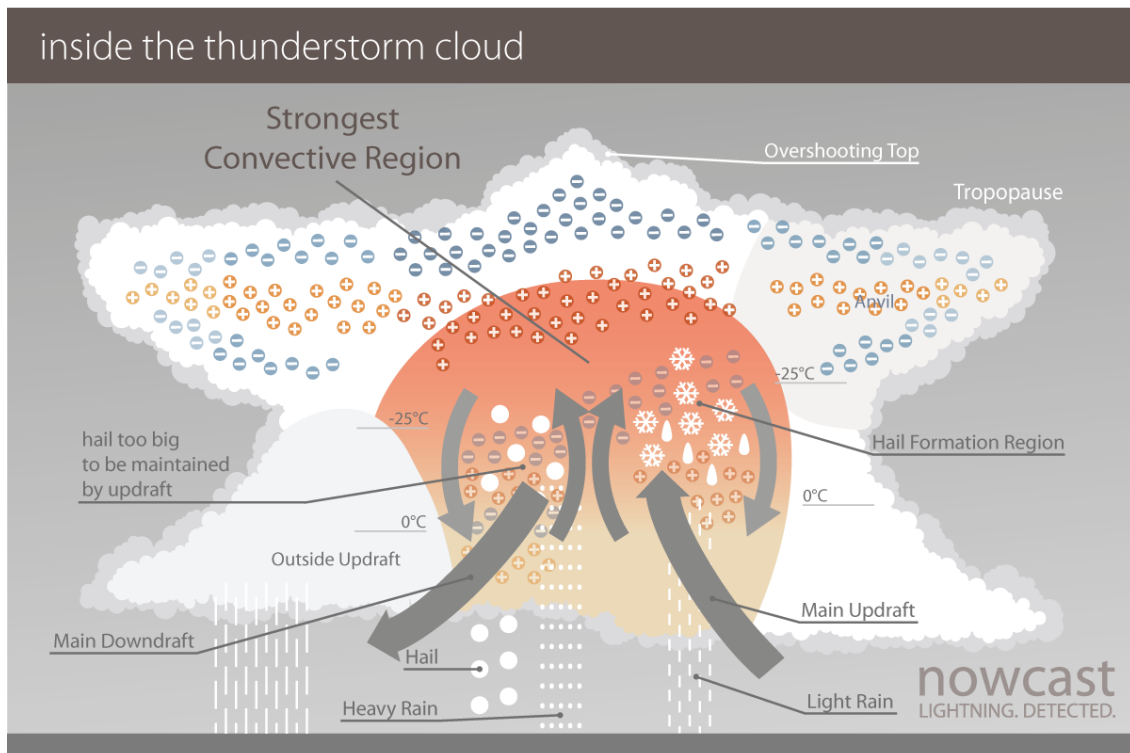 inside the thunderstorm cloud
Strongest
Convective Region
Overshooting Top
Tropopause
Anvil
-25°C
-25°C
hail too big
to be maintained
by updraft
Hail Formation Region
0°C
0°C
Outside Updraft
Main Updraft
Main Downdraft
Hail
Heavy Rain
Light Rain
nowcast
LIGHTNING. DETECTED.